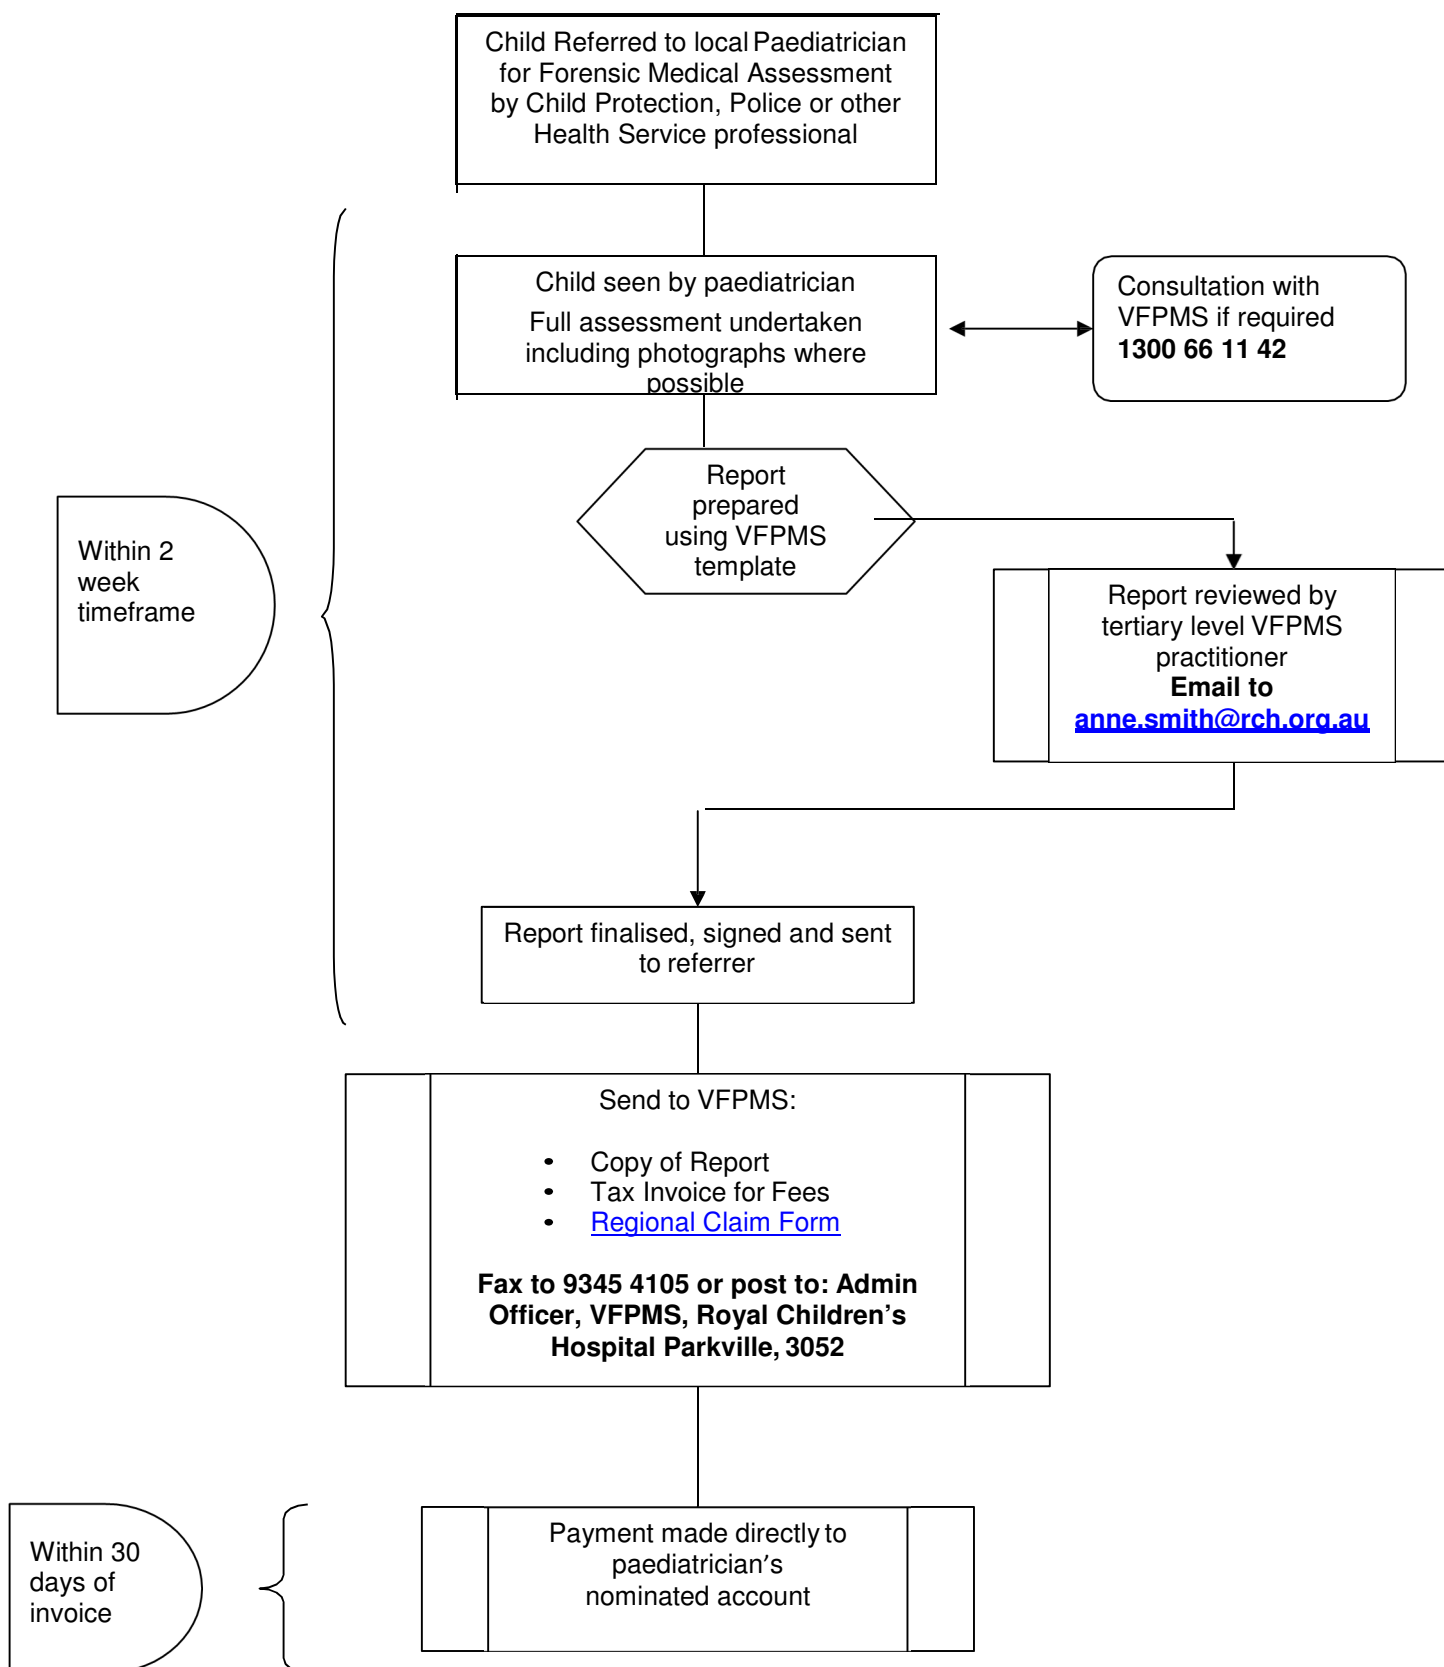 Child Referred to local Paediatrician
for Forensic Medical Assessment
by Child Protection, Police or other
Health Service professional
Child seen by paediatrician
Full assessment undertaken
including photographs where
possible
Consultation with
VFPMS if required
1300 66 11 42
Report
prepared
using VFPMS
template
Within 2
week
timeframe
Report reviewed by
tertiary level VFPMS
practitioner
Email to
anne.smith@rch.org.au
Report finalised, signed and sent
to referrer
Send to VFPMS:
• Copy of Report
• Tax Invoice for Fees
• Regional Claim Form
Fax to 9345 4105 or post to: Admin
Officer, VFPMS, Royal Children’s
Hospital Parkville, 3052
Within 30
days of
invoice
Payment made directly to
paediatrician’s
nominated account